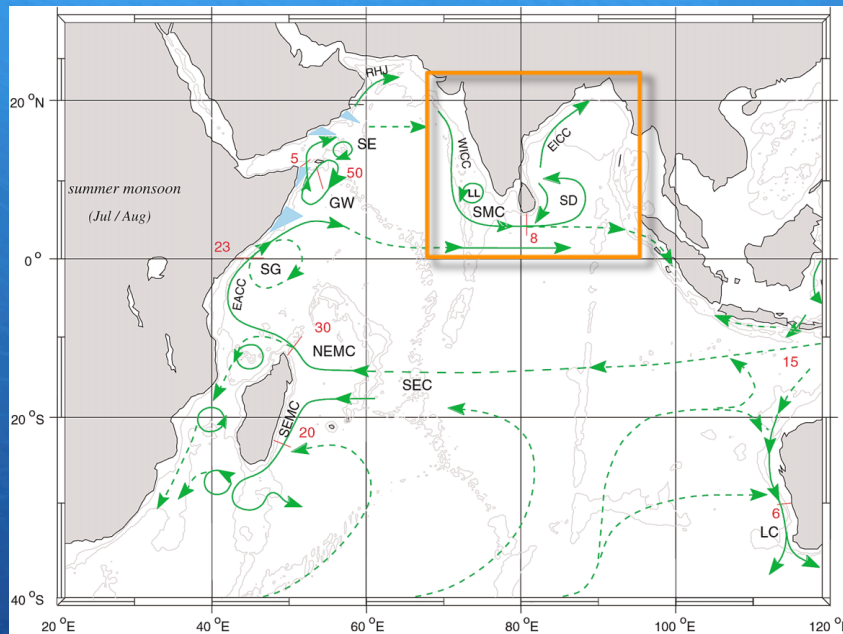 RHJ
20 °N
SE
WICC
EICC
5
50
summer monsoon
(Jul / Aug)
GW
LL
SMC
SD
8
23
0°
SG
EACC
30
NEMC
15
SEC
20 °S
SEMC
20
6
LC
40 °S
20 °E
40 °E
60 °E
80 °E
100 °E
120 °E